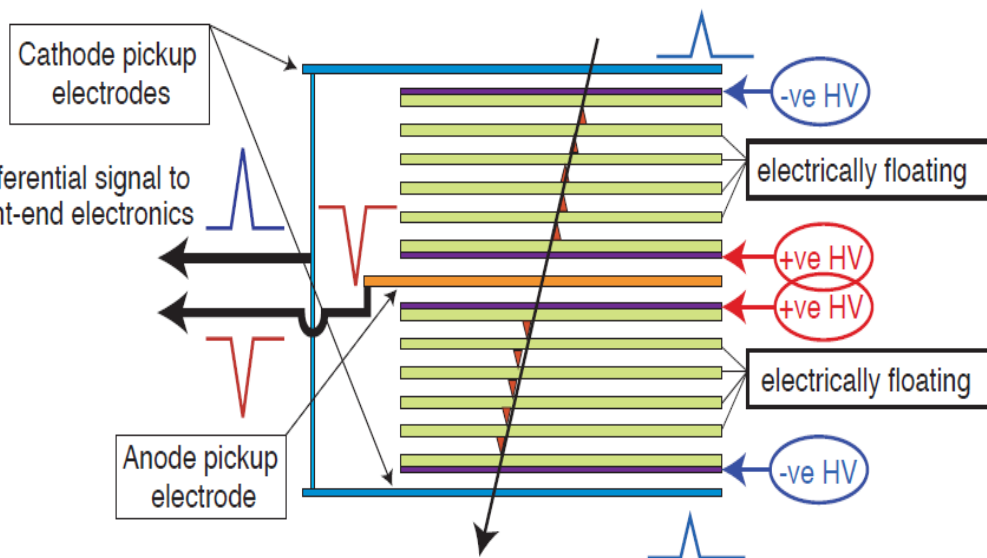 Cathode pickup
electrodes
-ve HV
ferential signal to
nt-end electronics
electrically floating
+ve HV
+ve HV
electrically floating
Anode pickup
electrode
-ve HV